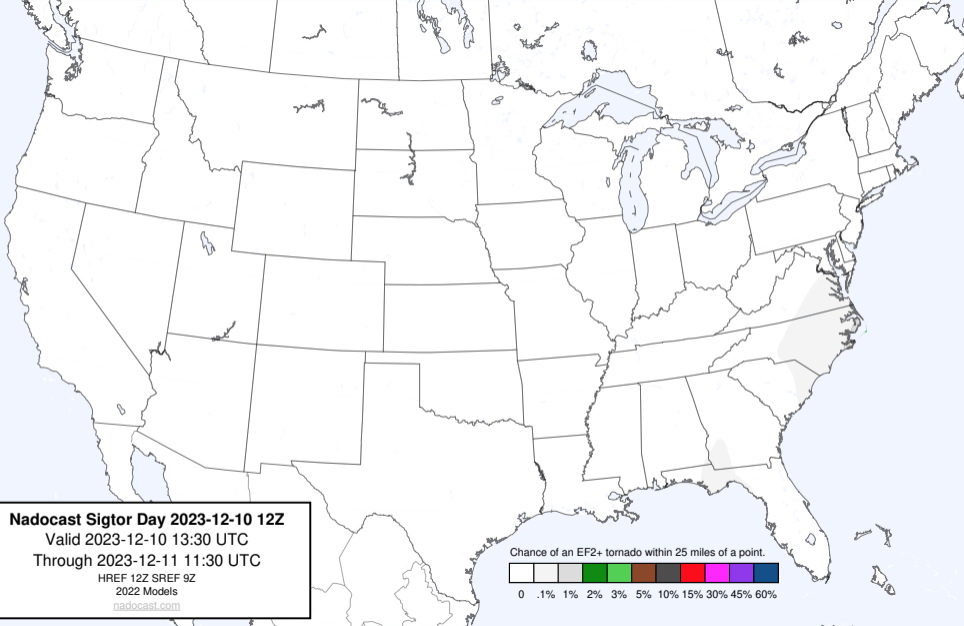 Nadocast Sigtor Day 2023-12-10 12Z
Valid 2023-12-10 13:30 UTC
Through 2023-12-11 11:30 UTC
HREF 12Z SREF 9Z
2022 Models
nadocast.com
Chance of an EF2+ tornado within 25 miles of a point.
0 .1% 1% 2% 3% 5% 10% 15% 30% 45% 60%